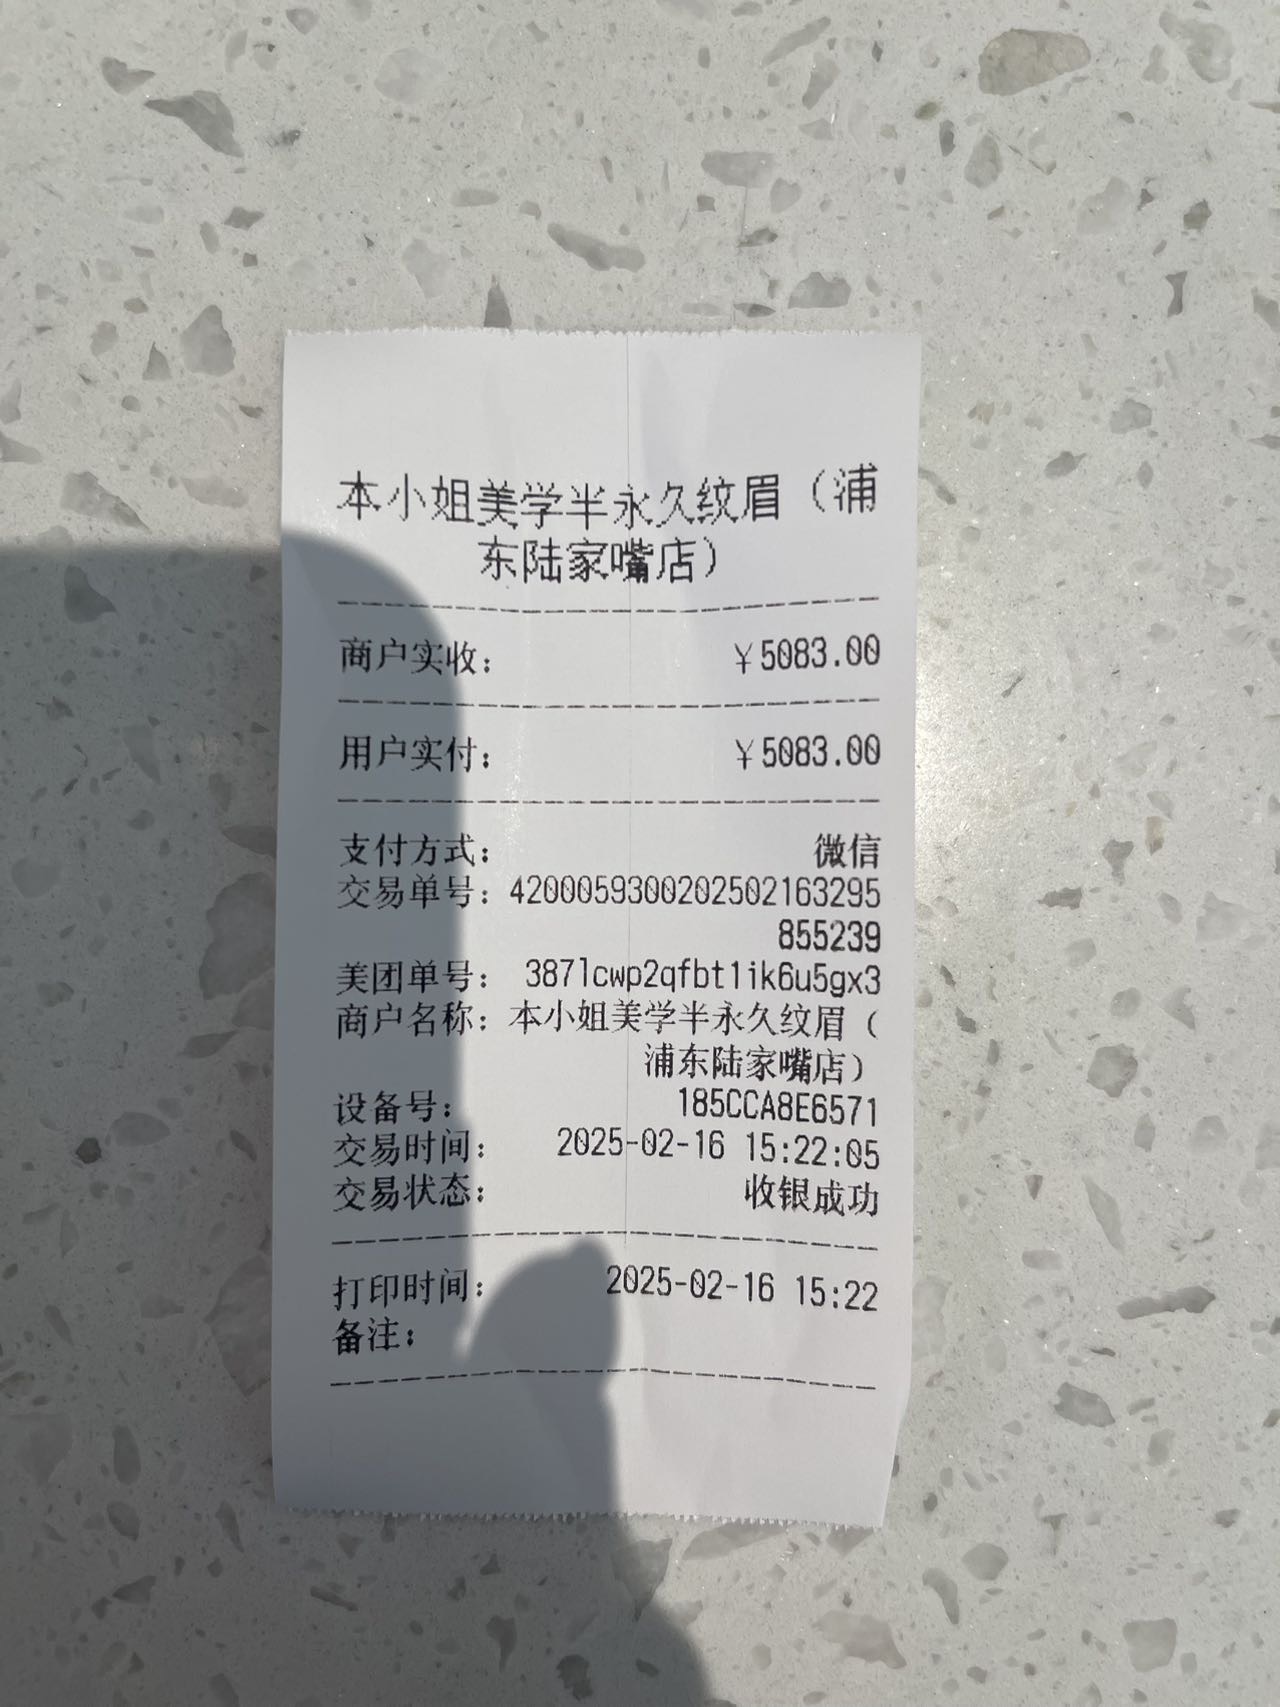 本小姐美学半永久纹眉（浦
东陆家嘴店）
商户实收： ￥5083.00
用户实付： ￥5083.00
支付方式： 微信
交易单号： 4200059300202502163295
855239
美团单号： 387lcwp2qfbt1ik6u5gx3
商户名称： 本小姐美学半永久纹眉（
浦东陆家嘴店）
设备号： 185CCA8E6571
交易时间： 2025-02-16 15:22:05
交易状态： 收银成功
打印时间： 2025-02-16 15:22
备注：